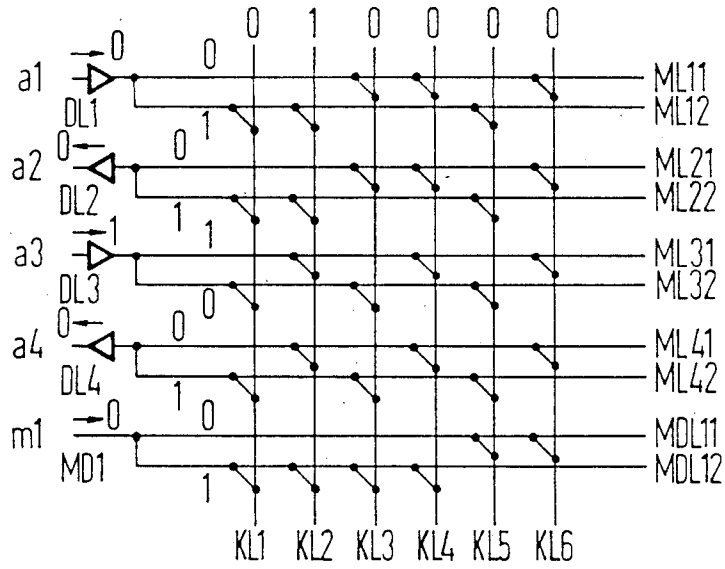 0 1 0 0 0 0
0 0
a1 ML11
DL1 1 ML12
0 0
a2 ML21
DL2 1 ML22
1 1
a3 ML31
DL3 0 ML32
0 0
a4 ML41
DL4 1 ML42
0 0
m1 MDL11
MD1 1 MDL12
KL1 KL2 KL3 KL4 KL5 KL6